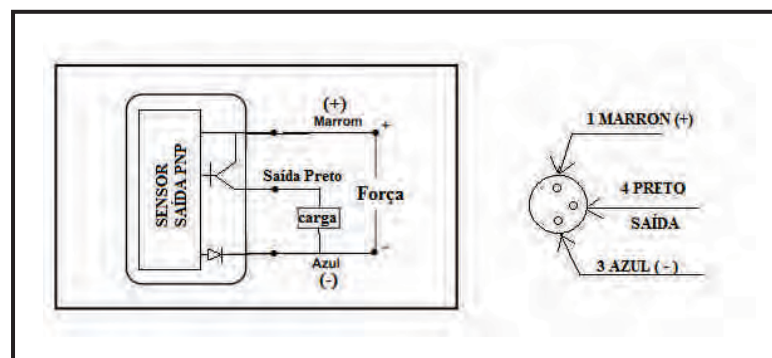 SENSOR
SAÍDA PNP
(+)
Marrom
+
Saída Preto
Força
carga
−
Azul
(-)
1 MARRON (+)
4 PRETO
SAÍDA
3 AZUL ( - )